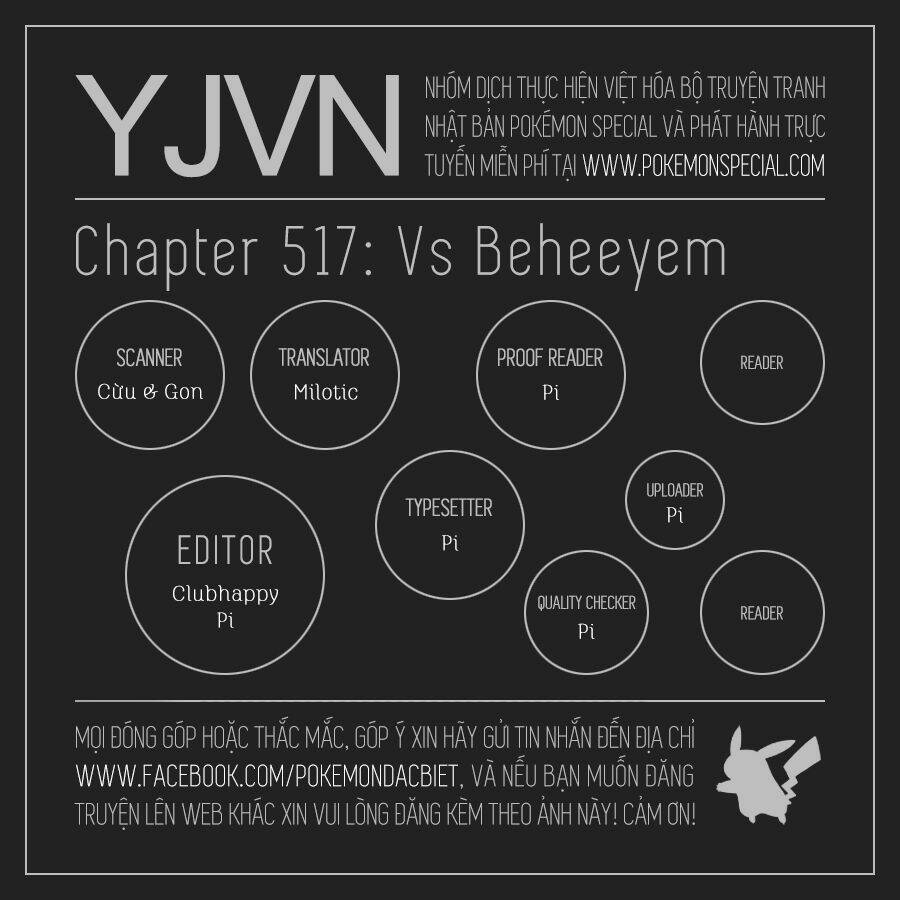 YJVN
NHÓM DỊCH THỰC HIỆN VIỆT HÓA BỘ TRUYỆN TRANH
NHẬT BẢN POKÉMON SPECIAL VÀ PHÁT HÀNH TRỰC
TUYẾN MIỄN PHÍ TẠI WWW.POKEMONSPECIAL.COM
Chapter 517: Vs Beheeyem
SCANNER
Cừu & Gon
TRANSLATOR
Milotic
PROOF READER
Pi
READER
EDITOR
Clubhappy
Pi
TYPESETTER
Pi
UPLOADER
Pi
QUALITY CHECKER
Pi
READER
MỌI ĐÓNG GÓP HOẶC THẮC MẮC, GÓP Ý XIN HÃY GỬI TIN NHẮN ĐẾN ĐỊA CHỈ
WWW.FACEBOOK.COM/POKEMONDACBIET, VÀ NẾU BẠN MUỐN ĐĂNG
TRUYỆN LÊN WEB KHÁC XIN VUI LÒNG ĐĂNG KÈM THEO ẢNH NÀY! CẢM ƠN!